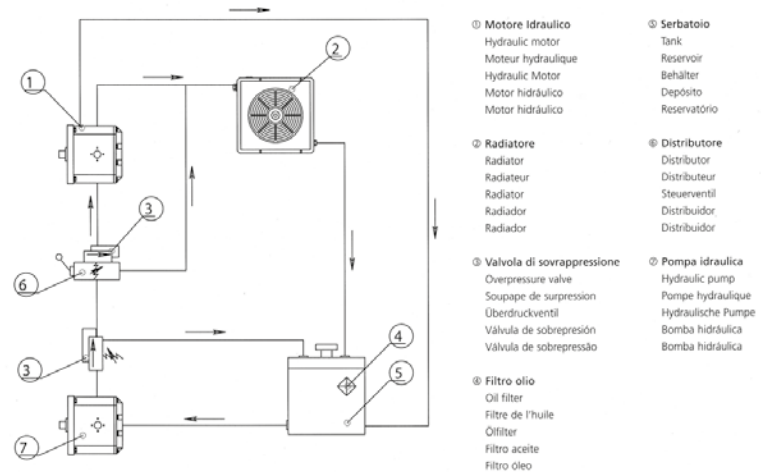 1
2
3
6
3
7
4
5
① Motore Idraulico
Hydraulic motor
Moteur hydraulique
Hydraulic Motor
Motor hidráulico
Motor hidráulico
② Radiatore
Radiator
Radiateur
Radiator
Radiador
Radiador
③ Valvola di sovrappressione
Overpressure valve
Soupape de surpression
Überdruckventil
Válvula de sobrepresión
Válvula de sobrepressão
④ Filtro olio
Oil filter
Filtre de l'huile
Ölfilter
Filtro aceite
Filtro óleo
⑤ Serbatoio
Tank
Reservoir
Behälter
Depósito
Reservatório
⑥ Distributore
Distributor
Distributeur
Steuerventil
Distribuidor
Distribuidor
⑦ Pompa idraulica
Hydraulic pump
Pompe hydraulique
Hydraulische Pumpe
Bomba hidráulica
Bomba hidráulica